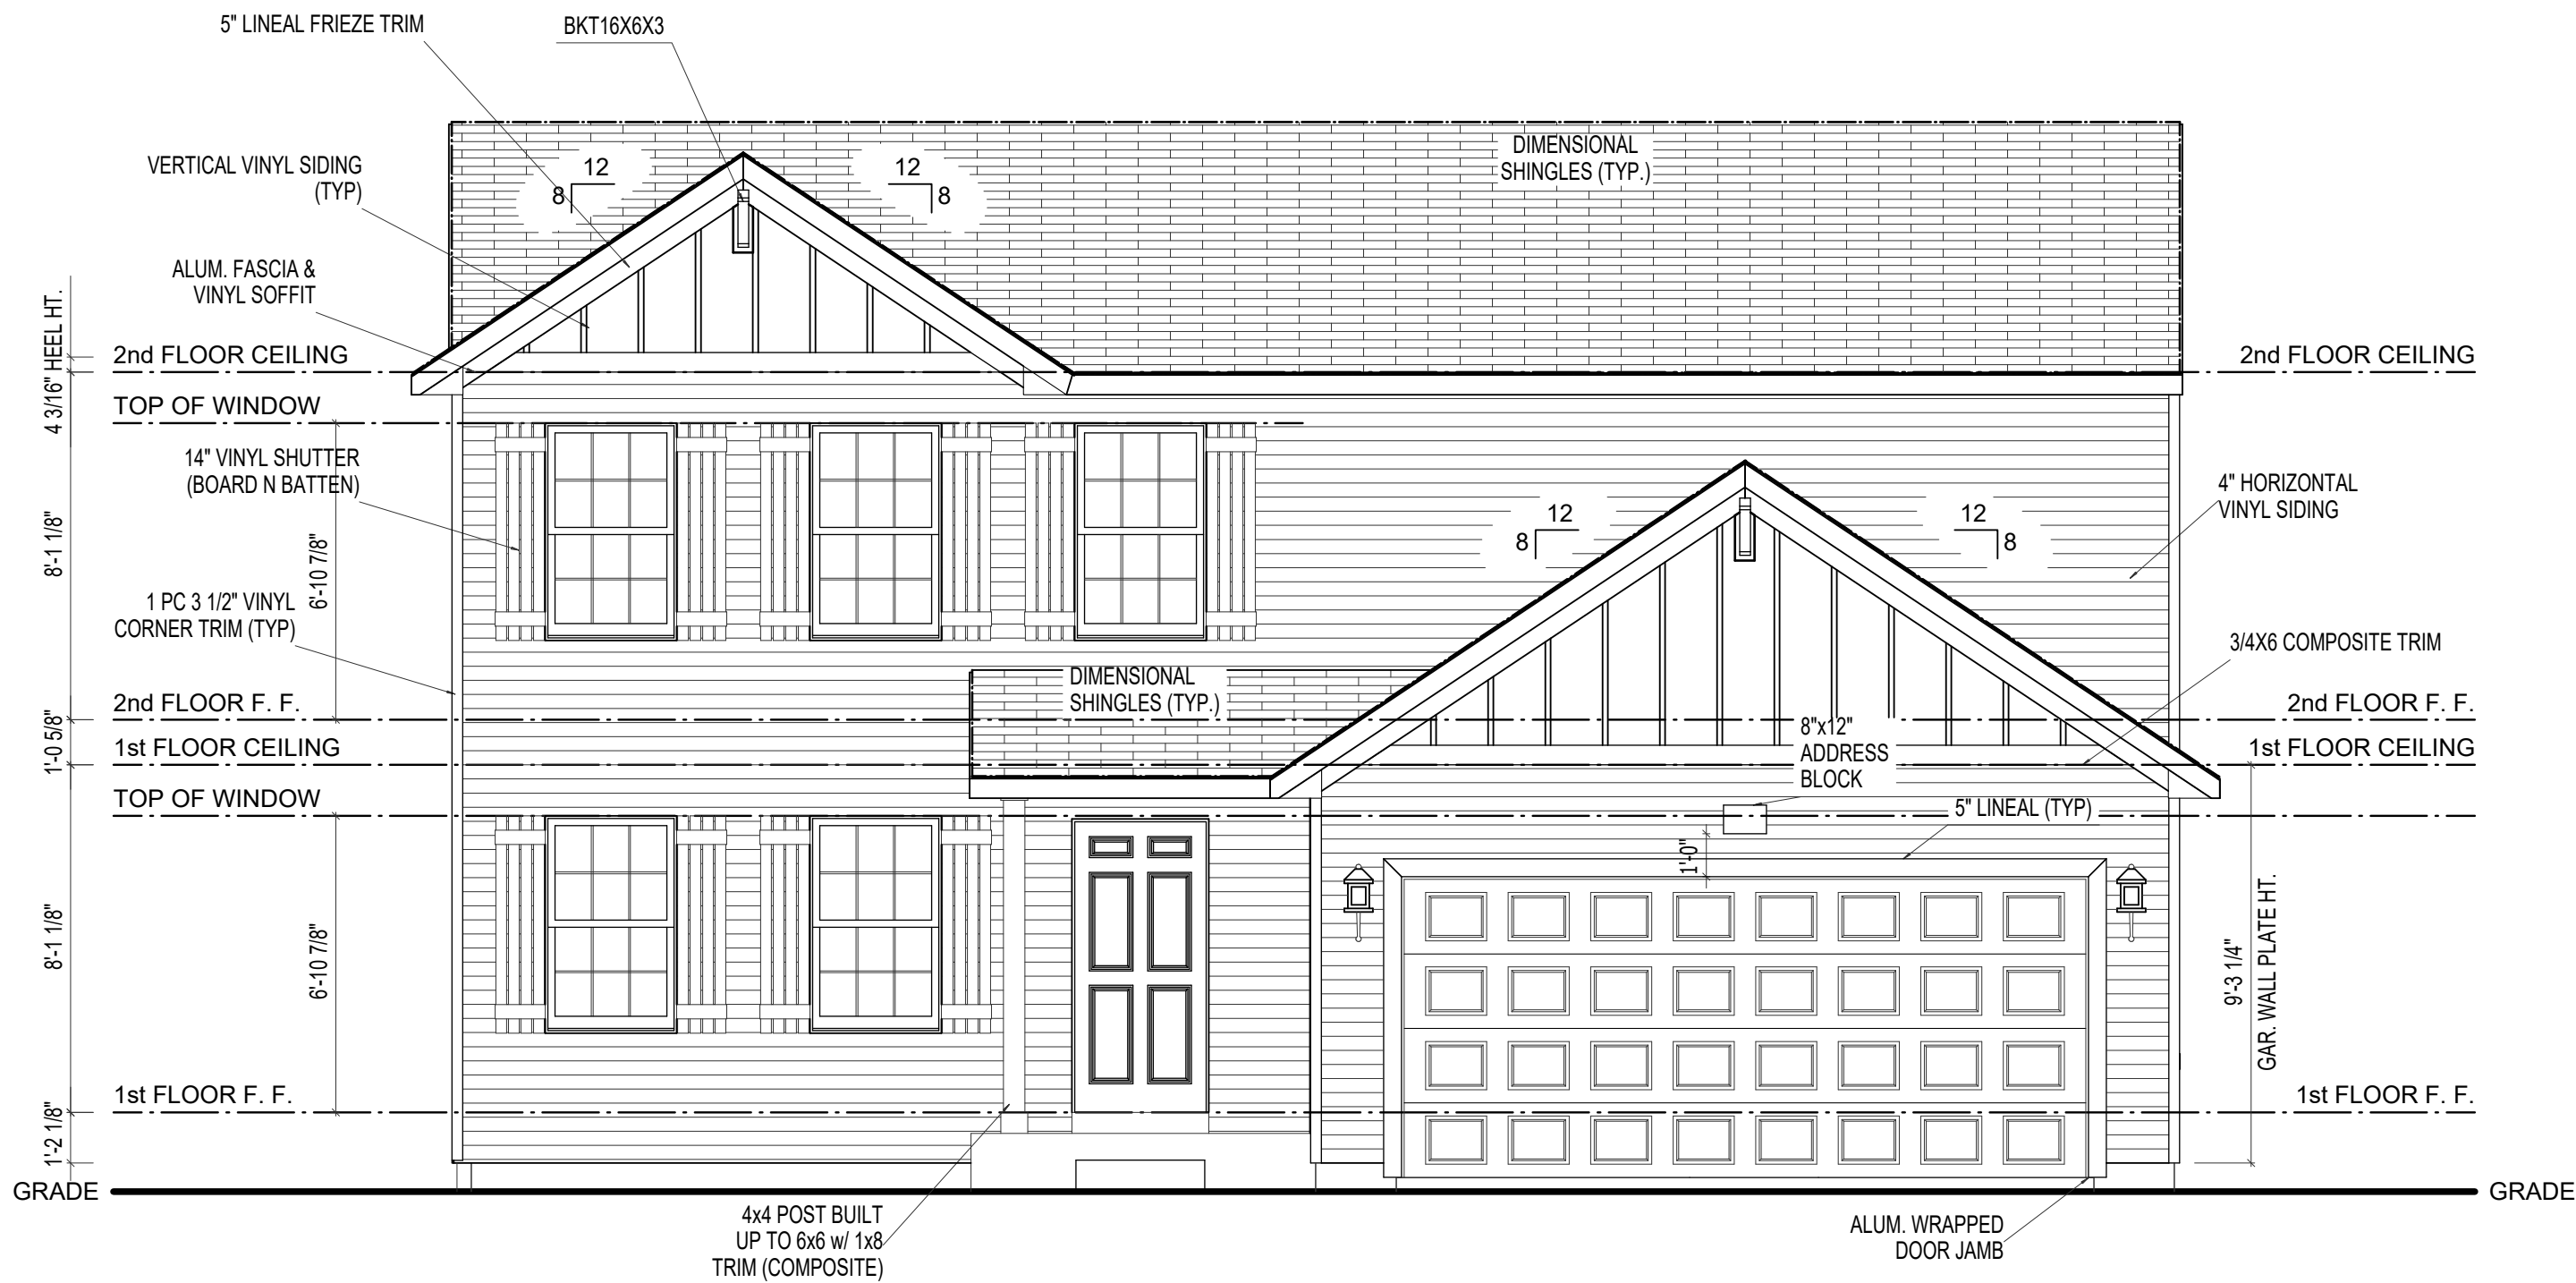 5" LINEAL FRIEZE TRIM
BKT16X6X3
DIMENSIONAL
SHINGLES (TYP.)
VERTICAL VINYL SIDING
(TYP)
12
8
12
8
ALUM. FASCIA &
VINYL SOFFIT
4 3/16" HEEL HT.
2nd FLOOR CEILING
2nd FLOOR CEILING
TOP OF WINDOW
14" VINYL SHUTTER
(BOARD N BATTEN)
4" HORIZONTAL
VINYL SIDING
12
8
12
8
8'-1 1/8"
6'-10 7/8"
1 PC 3 1/2" VINYL
CORNER TRIM (TYP)
3/4X6 COMPOSITE TRIM
DIMENSIONAL
SHINGLES (TYP.)
2nd FLOOR F. F.
2nd FLOOR F. F.
1'-0 5/8"
8"x12"
ADDRESS
BLOCK
1st FLOOR CEILING
1st FLOOR CEILING
TOP OF WINDOW
5" LINEAL (TYP)
1'-0"
8'-1 1/8"
6'-10 7/8"
9'-3 1/4"
GAR. WALL PLATE HT.
1st FLOOR F. F.
1st FLOOR F. F.
1'-2 1/8"
GRADE
GRADE
4x4 POST BUILT
UP TO 6x6 w/ 1x8
TRIM (COMPOSITE)
ALUM. WRAPPED
DOOR JAMB